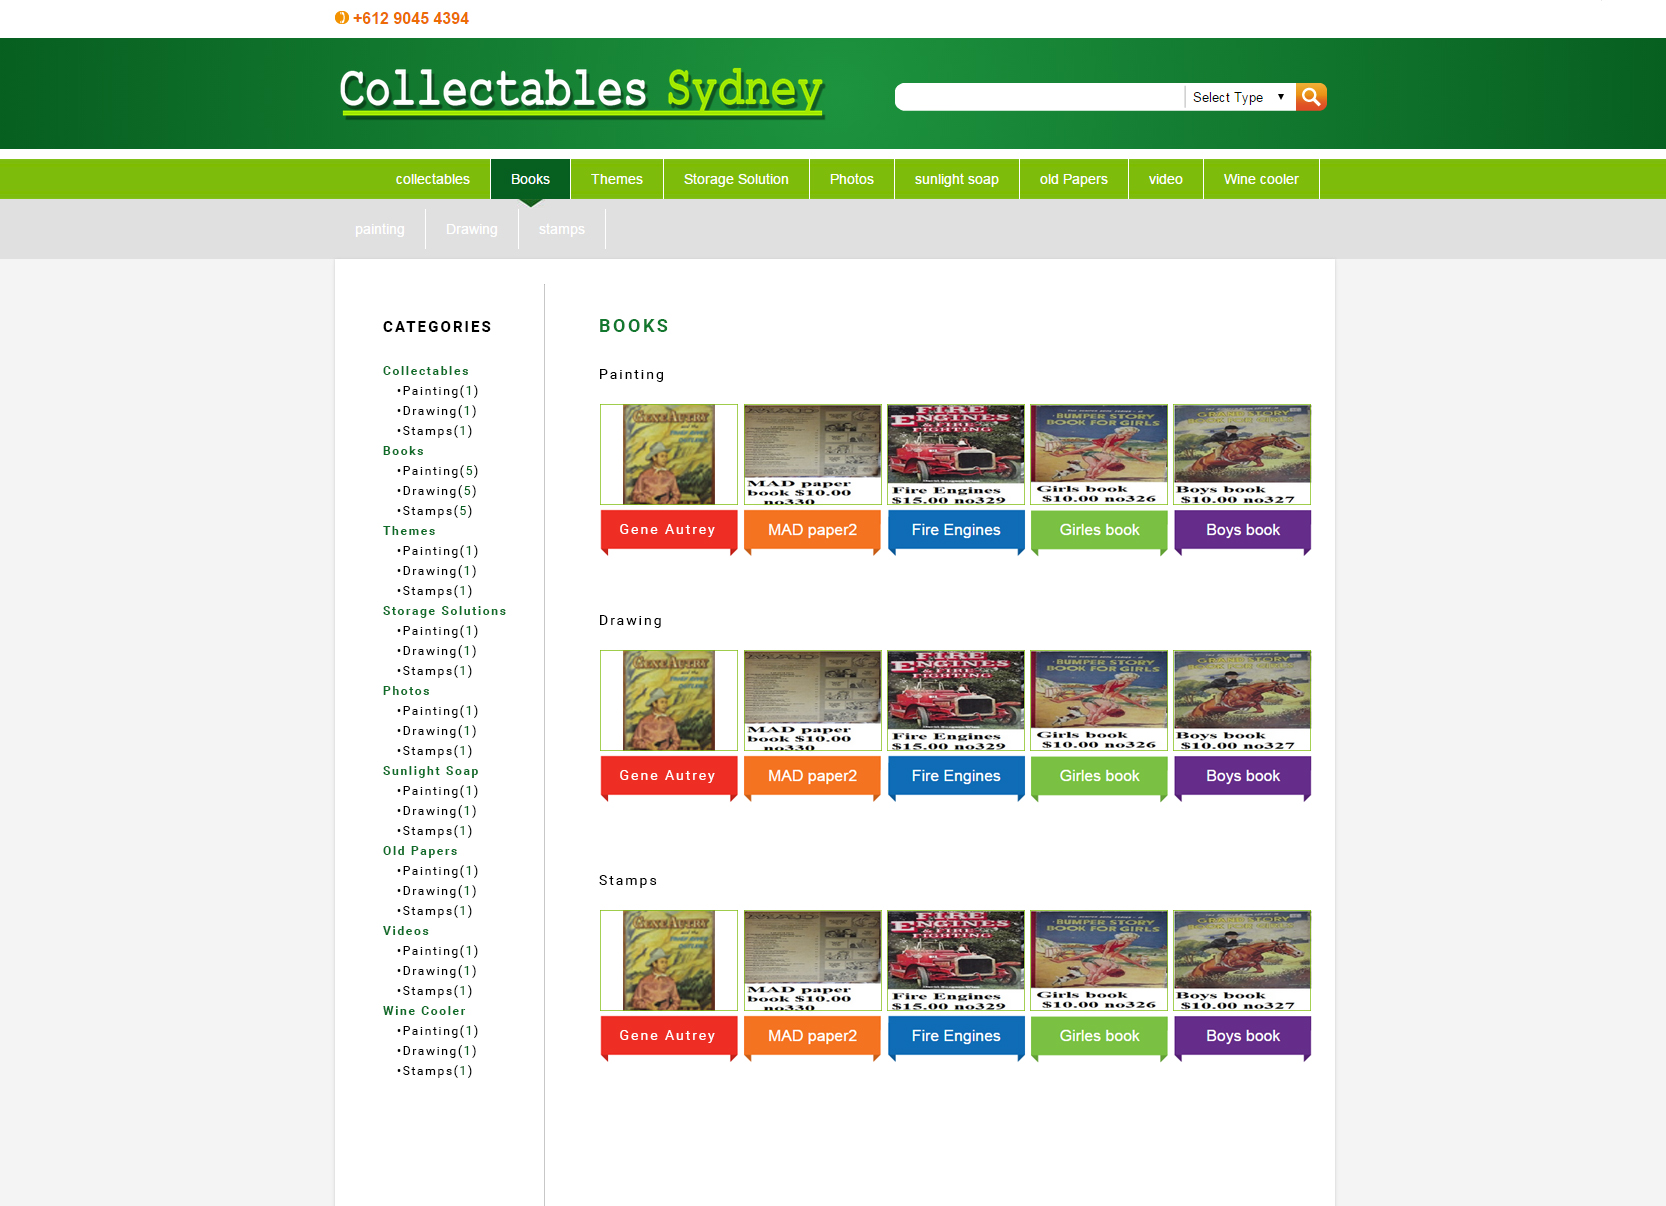 +612 9045 4394
Collectables Sydney
Select Type
collectables Books Themes Storage Solution Photos sunlight soap old Papers video Wine cooler
painting Drawing stamps
CATEGORIES
Collectables
•Painting(1)
•Drawing(1)
•Stamps(1)
Books
•Painting(5)
•Drawing(5)
•Stamps(5)
Themes
•Painting(1)
•Drawing(1)
•Stamps(1)
Storage Solutions
•Painting(1)
•Drawing(1)
•Stamps(1)
Photos
•Painting(1)
•Drawing(1)
•Stamps(1)
Sunlight Soap
•Painting(1)
•Drawing(1)
•Stamps(1)
Old Papers
•Painting(1)
•Drawing(1)
•Stamps(1)
Videos
•Painting(1)
•Drawing(1)
•Stamps(1)
Wine Cooler
•Painting(1)
•Drawing(1)
•Stamps(1)
BOOKS
Painting
GENE AUTRY
MAD paper
book $10.00
no330
FIRE
ENGINES
& FIRE
FIGHTING
Fire Engines
$15.00 no329
BUMPER STORY
BOOK FOR GIRLS
Girls book
$10.00 no326
GRAND STORY
Boys book
$10.00 no327
Gene Autrey MAD paper2 Fire Engines Girles book Boys book
Drawing
GENE AUTRY
MAD paper
book $10.00
no330
FIRE
ENGINES
& FIRE
FIGHTING
Fire Engines
$15.00 no329
BUMPER STORY
BOOK FOR GIRLS
Girls book
$10.00 no326
GRAND STORY
Boys book
$10.00 no327
Gene Autrey MAD paper2 Fire Engines Girles book Boys book
Stamps
GENE AUTRY
MAD paper
book $10.00
no330
FIRE
ENGINES
& FIRE
FIGHTING
Fire Engines
$15.00 no329
BUMPER STORY
BOOK FOR GIRLS
Girls book
$10.00 no326
GRAND STORY
Boys book
$10.00 no327
Gene Autrey MAD paper2 Fire Engines Girles book Boys book